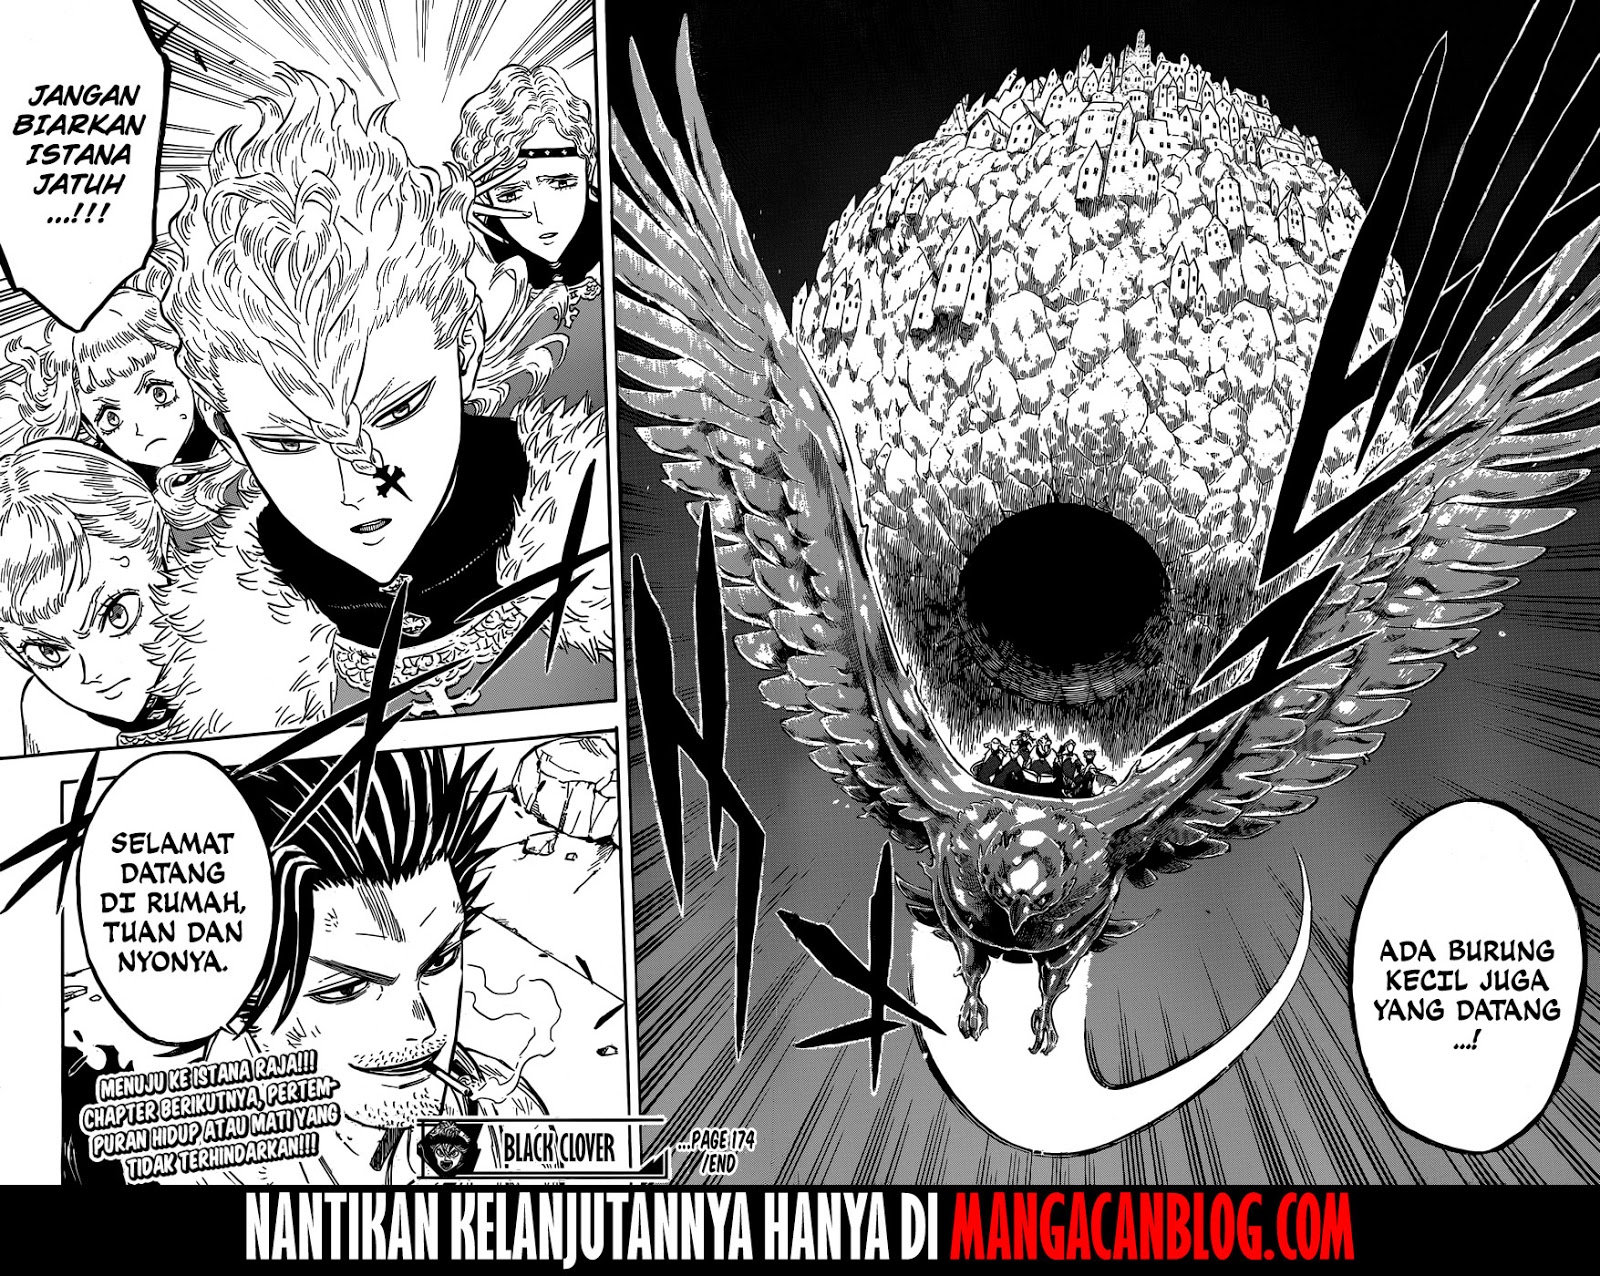 ADA BURUNG
KECIL JUGA
YANG DATANG
...!
JANGAN
BIARKAN
ISTANA
JATUH
...!!!
SELAMAT
DATANG
DI RUMAH,
TUAN DAN
NYONYA.
MENUJU KE ISTANA RAJA!!!
CHAPTER BERIKUTNYA, PERTEM-
PURAN HIDUP ATAU MATI YANG
TIDAK TERHINDARKAN!!!
BLACK CLOVER
...PAGE 174
/END
NANTIKAN KELANJUTANNYA HANYA DI MANGACANBLOG.COM